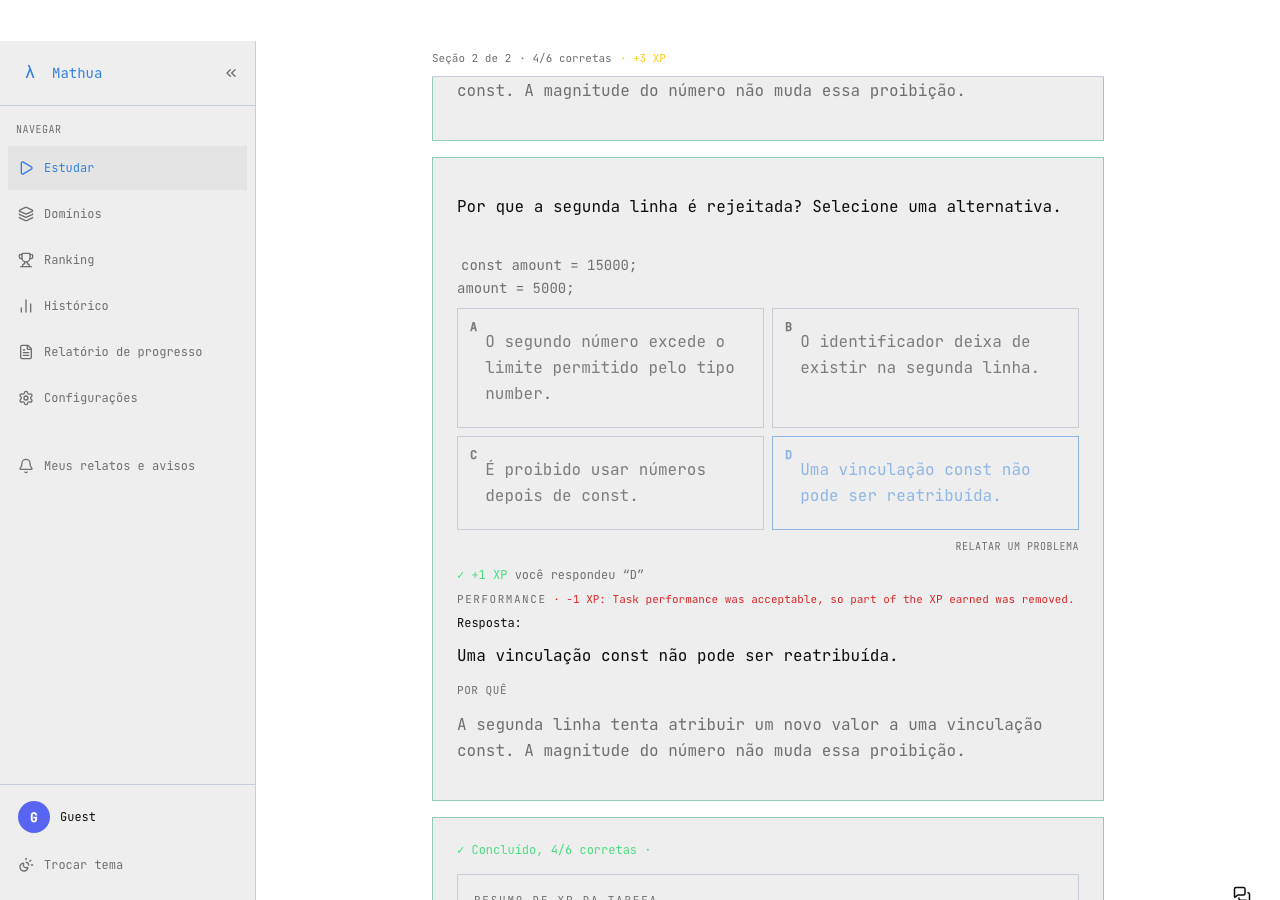 λ Mathua
NAVEGAR
Estudar
Domínios
Ranking
Histórico
Relatório de progresso
Configurações
Meus relatos e avisos
G Guest
Trocar tema
Seção 2 de 2 · 4/6 corretas · +3 XP
const. A magnitude do número não muda essa proibição.
Por que a segunda linha é rejeitada? Selecione uma alternativa.
const amount = 15000;
amount = 5000;
A
O segundo número excede o
limite permitido pelo tipo
number.
B
O identificador deixa de
existir na segunda linha.
C
É proibido usar números
depois de const.
D
Uma vinculação const não
pode ser reatribuída.
RELATAR UM PROBLEMA
✓ +1 XP você respondeu “D”
PERFORMANCE · -1 XP: Task performance was acceptable, so part of the XP earned was removed.
Resposta:
Uma vinculação const não pode ser reatribuída.
POR QUÊ
A segunda linha tenta atribuir um novo valor a uma vinculação
const. A magnitude do número não muda essa proibição.
✓ Concluído, 4/6 corretas ·
RESUMO DE XP DA TAREFA